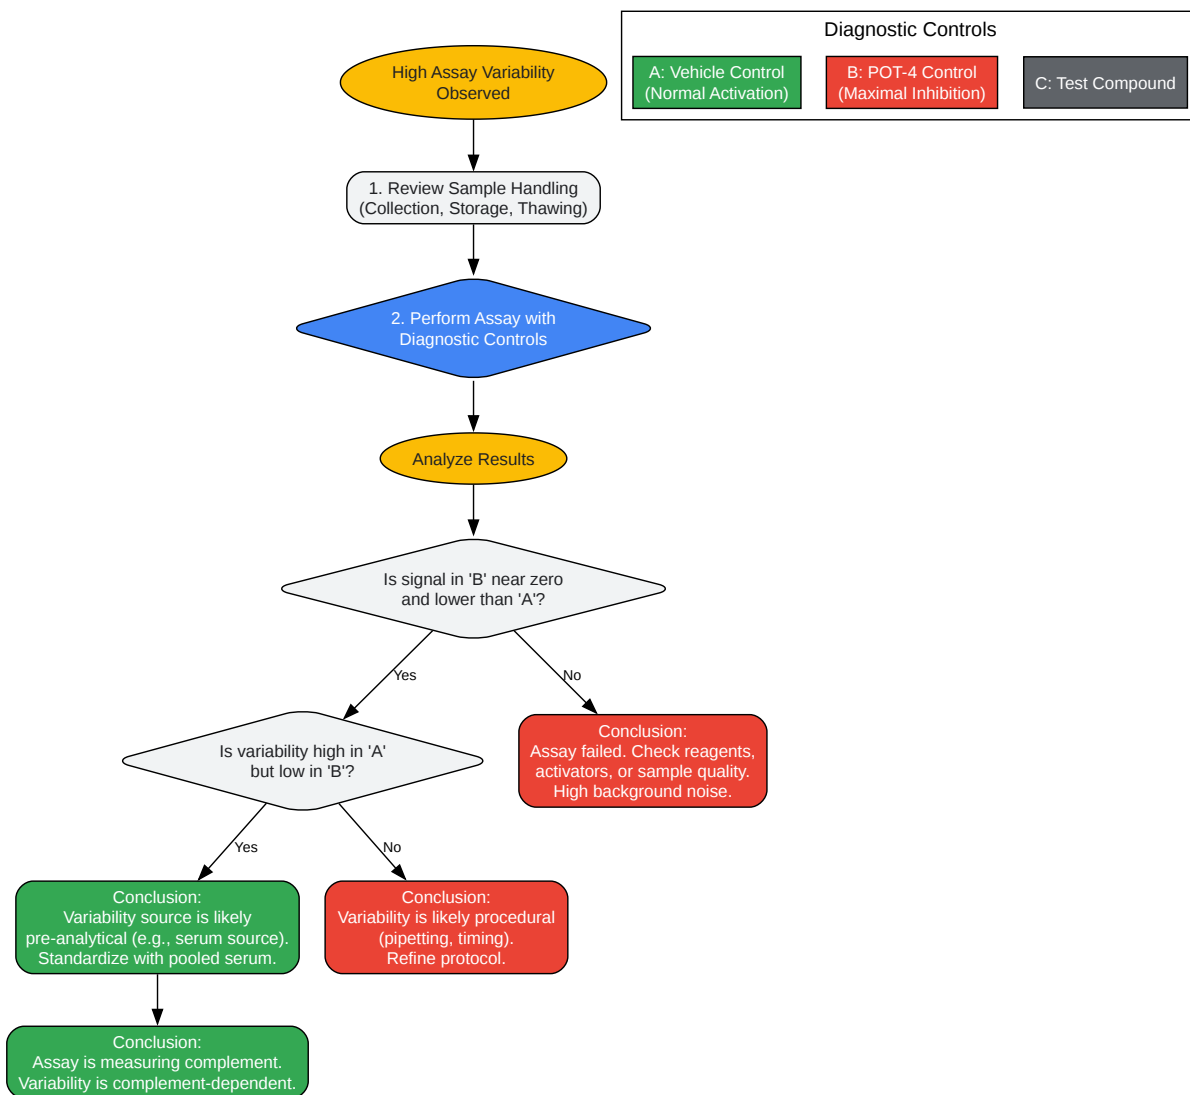 Diagnostic Controls
A: Vehicle Control
(Normal Activation)
B: POT-4 Control
(Maximal Inhibition)
C: Test Compound
High Assay Variability
Observed
1. Review Sample Handling
(Collection, Storage, Thawing)
2. Perform Assay with
Diagnostic Controls
Analyze Results
Is signal in 'B' near zero
and lower than 'A'?
Yes
No
Is variability high in 'A'
but low in 'B'?
Conclusion:
Assay failed. Check reagents,
activators, or sample quality.
High background noise.
Yes
No
Conclusion:
Variability source is likely
pre-analytical (e.g., serum source).
Standardize with pooled serum.
Conclusion:
Variability is likely procedural
(pipetting, timing).
Refine protocol.
Conclusion:
Assay is measuring complement.
Variability is complement-dependent.